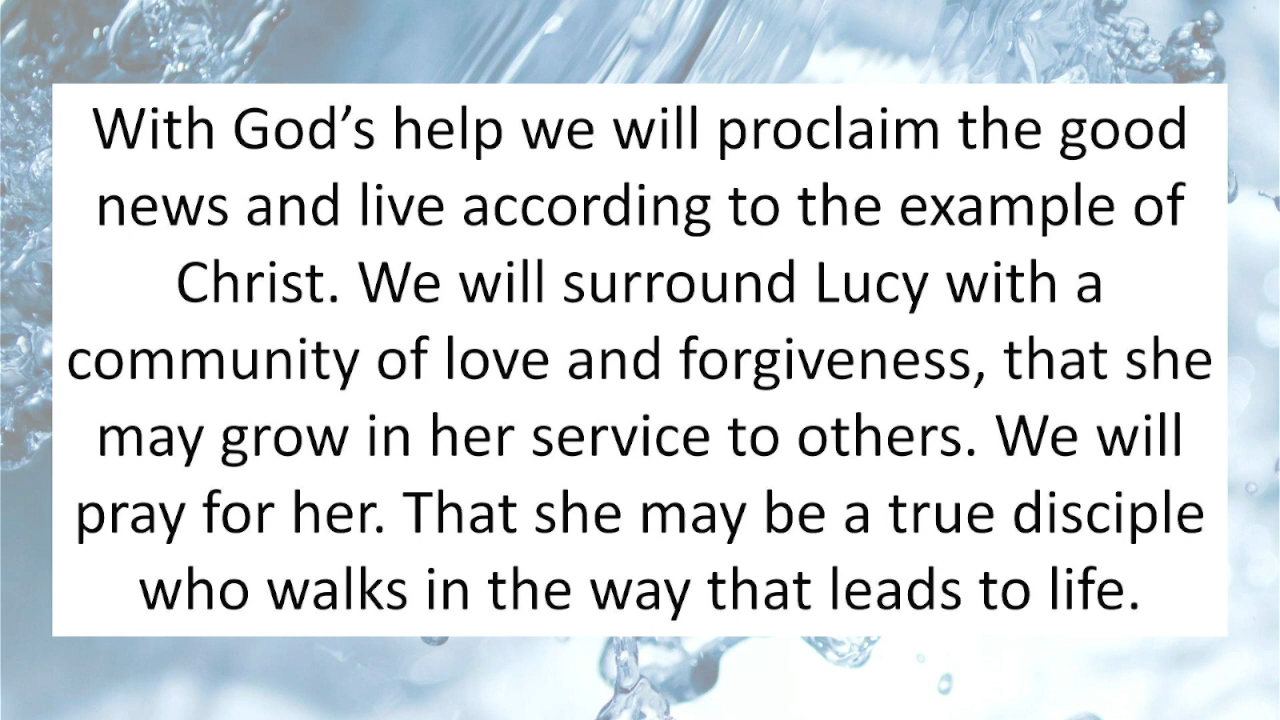 With God’s help we will proclaim the good
news and live according to the example of
Christ. We will surround Lucy with a
community of love and forgiveness, that she
may grow in her service to others. We will
pray for her. That she may be a true disciple
who walks in the way that leads to life.